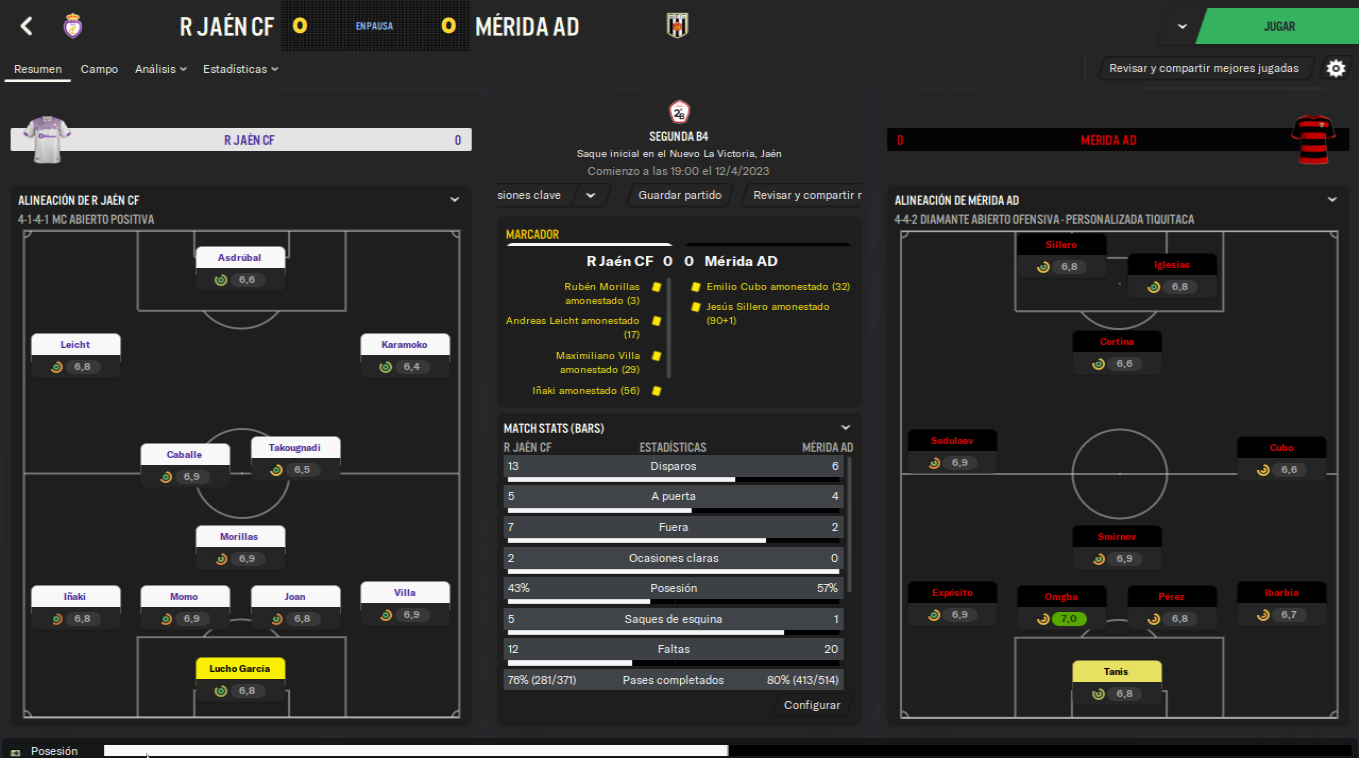 R JAÉN CF 0 EN PAUSA 0 MÉRIDA AD
JUGAR
Resumen Campo Análisis Estadísticas
Revisar y compartir mejores jugadas
R JAÉN CF 0
ALINEACIÓN DE R JAÉN CF
4-1-4-1 MC ABIERTO POSITIVA
Asdrúbal
6,6
Leicht
6,8
Karamoko
6,4
Caballe
6,9
Takougnadi
6,5
Morillas
6,9
Iñaki
6,8
Momo
6,9
Joan
6,8
Villa
6,9
Lucho García
6,8
2ªB
SEGUNDA B4
Saque inicial en el Nuevo La Victoria, Jaén
Comienzo a las 19:00 el 12/4/2023
siones clave
Guardar partido
Revisar y compartir r
MARCADOR
R Jaén CF 0 0 Mérida AD
Rubén Morillas
amonestado (3)
Andreas Leicht amonestado
(17)
Maximiliano Villa
amonestado (29)
Iñaki amonestado (56)
Emilio Cubo amonestado (32)
Jesús Sillero amonestado
(90+1)
MATCH STATS (BARS)
R JAÉN CF ESTADÍSTICAS MÉRIDA AD
13 Disparos 6
5 A puerta 4
7 Fuera 2
2 Ocasiones claras 0
43% Posesión 57%
5 Saques de esquina 1
12 Faltas 20
76% (281/371) Pases completados 80% (413/514)
Configurar
0 MÉRIDA AD
ALINEACIÓN DE MÉRIDA AD
4-4-2 DIAMANTE ABIERTO OFENSIVA - PERSONALIZADA TIQUITACA
Sillero
6,8
Iglesias
6,8
Cortina
6,6
Sadulaev
6,9
Cubo
6,6
Smirnov
6,9
Expósito
6,9
Omgba
7,0
Pérez
6,8
Ibarbia
6,7
Tanis
6,8
Posesión